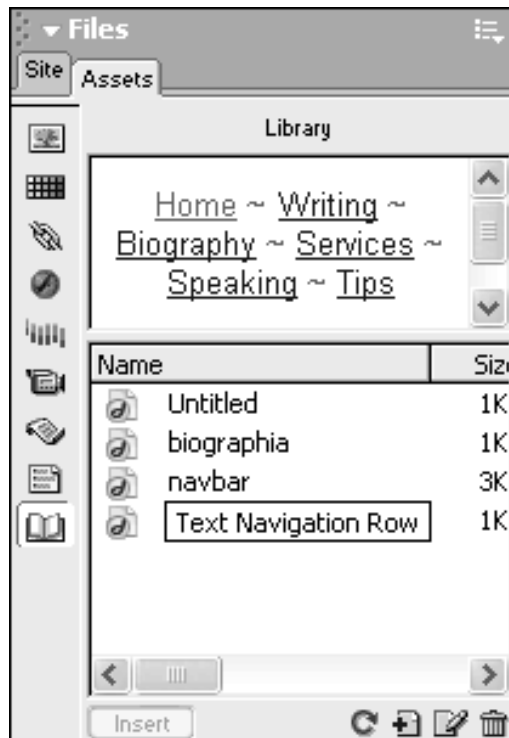 Files
Site Assets
Library
Home ~ Writing ~
Biography ~ Services ~
Speaking ~ Tips
Name Size
Untitled 1K
biographia 1K
navbar 3K
Text Navigation Row 1K
Insert